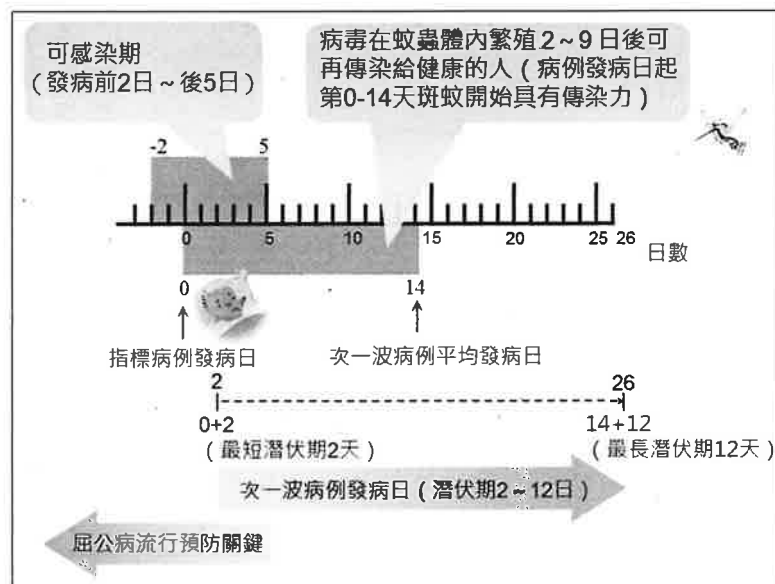 可感染期
（發病前2日～後5日）
病毒在蚊蟲體內繁殖2～9日後可
再傳染給健康的人（病例發病日起
第0-14天斑蚊開始具有傳染力）
-2 5
0 5 10 15 20 25 26
日數
0 14
指標病例發病日 次一波病例平均發病日
2 26
0+2 14+12
（最短潛伏期2天） （最長潛伏期12天）
次一波病例發病日（潛伏期2～12日）
屈公病流行預防關鍵